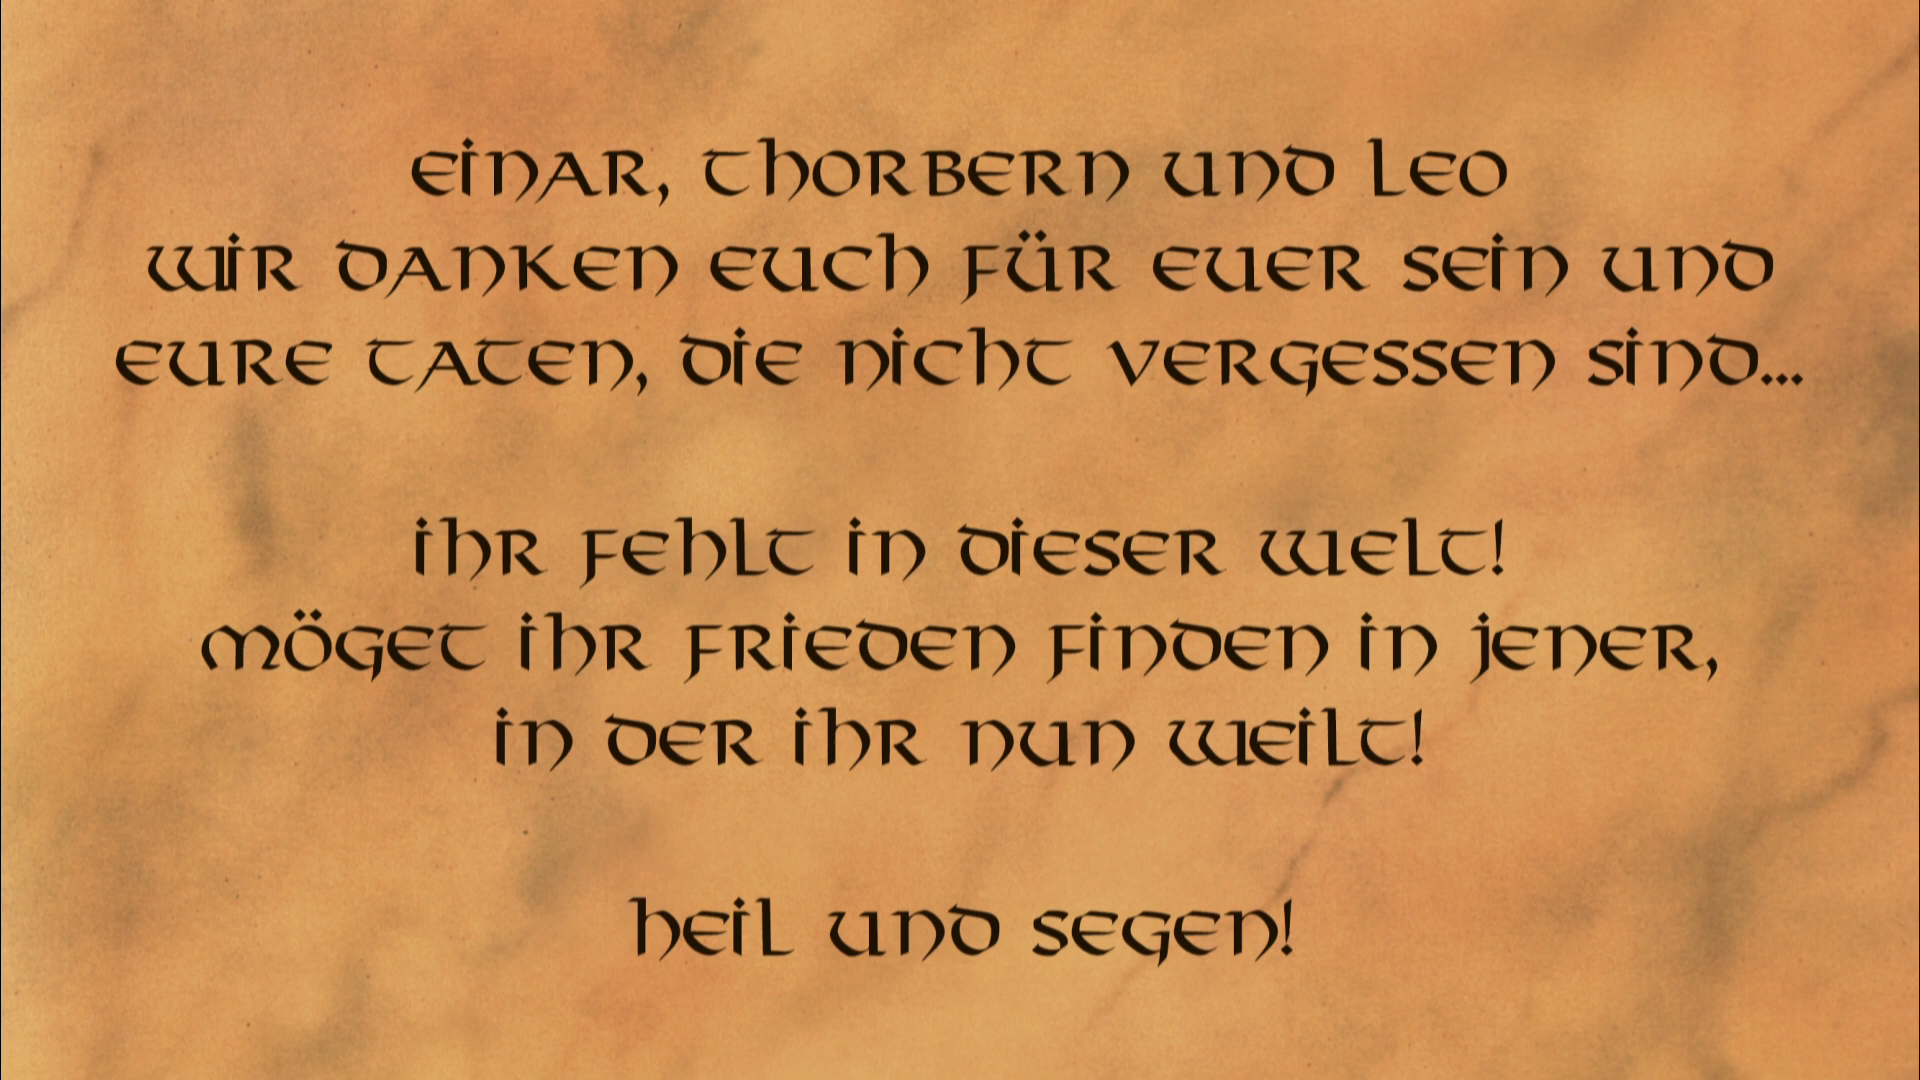 Einar, Thorbern und Leo
wir danken euch für euer Sein und
eure Taten, die nicht vergessen sind...
Ihr fehlt in dieser Welt!
Möget ihr Frieden finden in jener,
in der ihr nun weilt!
Heil und Segen!